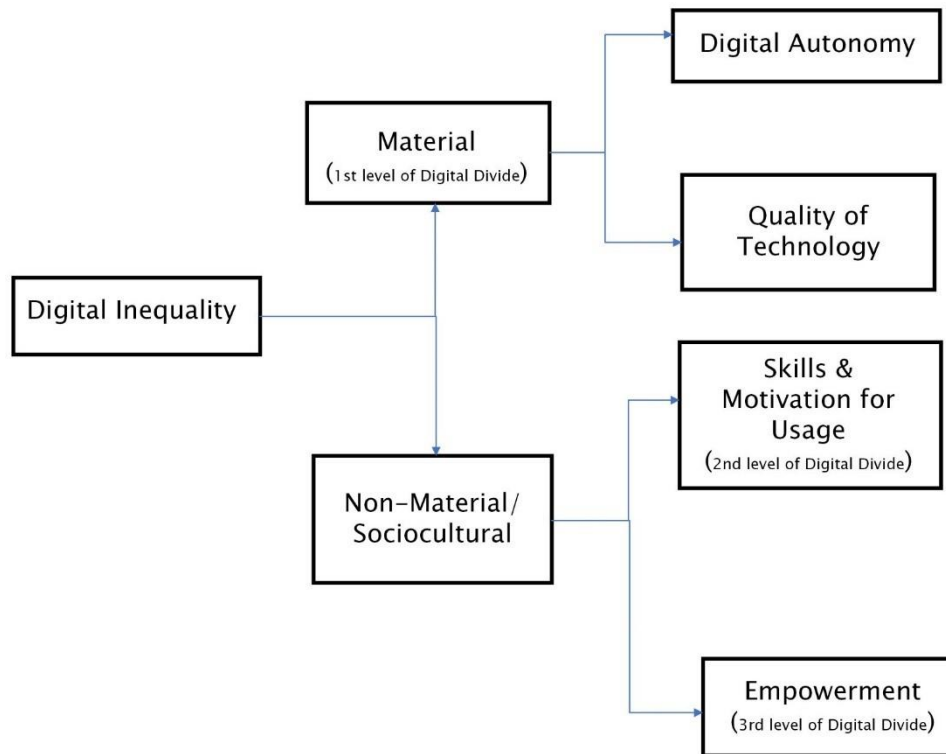 Digital Autonomy
Material
(1st level of Digital Divide)
Quality of
Technology
Digital Inequality
Skills &
Motivation for
Usage
(2nd level of Digital Divide)
Non-Material/
Sociocultural
Empowerment
(3rd level of Digital Divide)